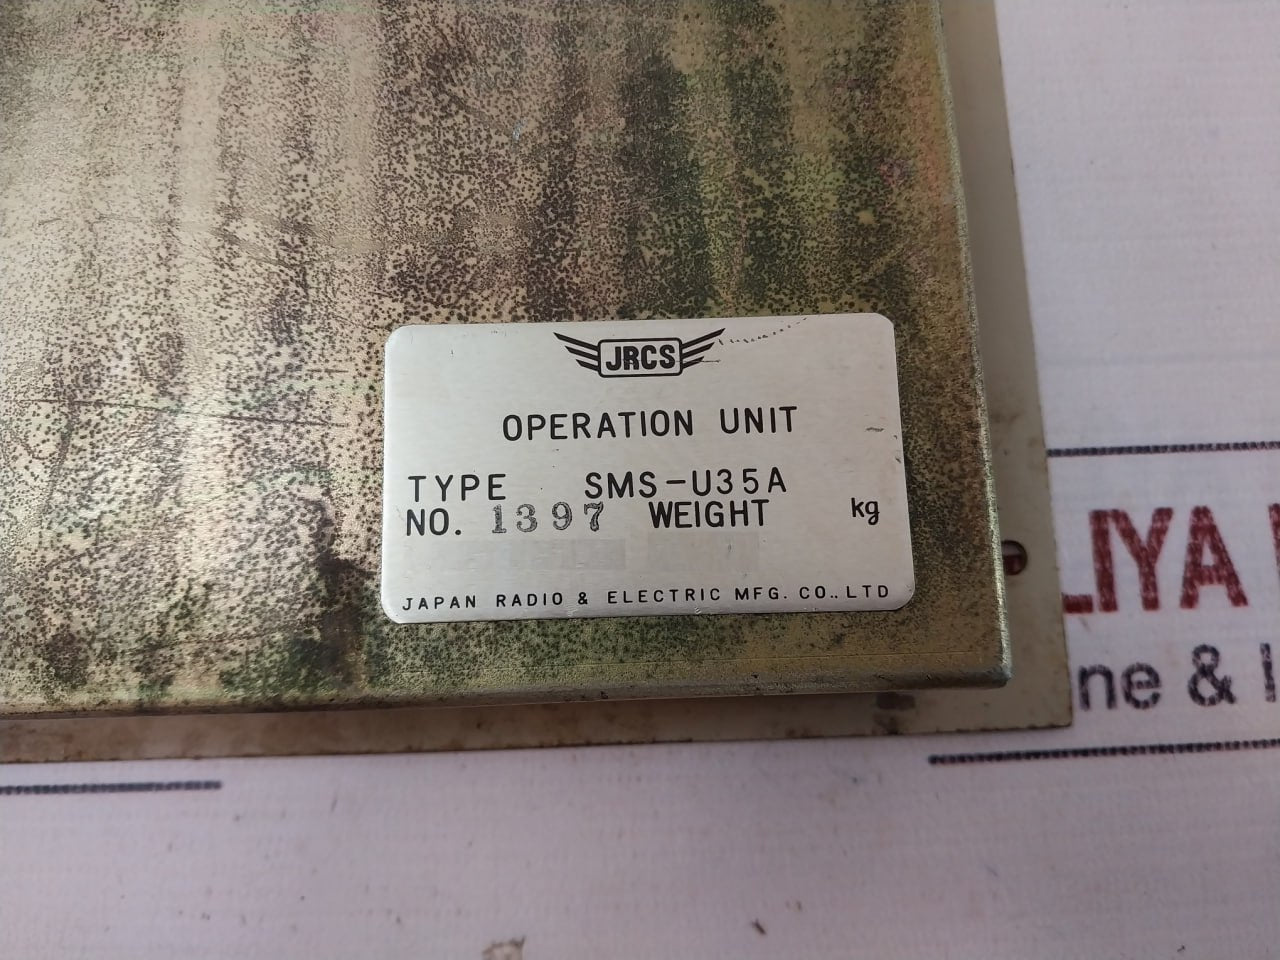 JRCS
OPERATION UNIT
TYPE SMS-U35A
NO. 1397 WEIGHT kg
JAPAN RADIO & ELECTRIC MFG. CO., LTD
LIYA
ne &